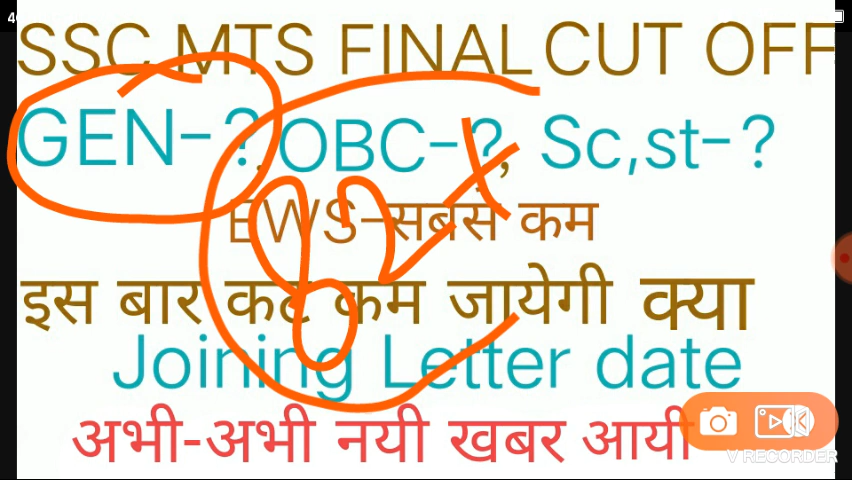 SSC MTS FINAL CUT OFF
GEN-?, OBC-?, Sc,st-?
EWS-सबसे कम
इस बार कट कम जायेगी क्या
Joining Letter date
अभी-अभी नयी खबर आयी
V RECORDER
82